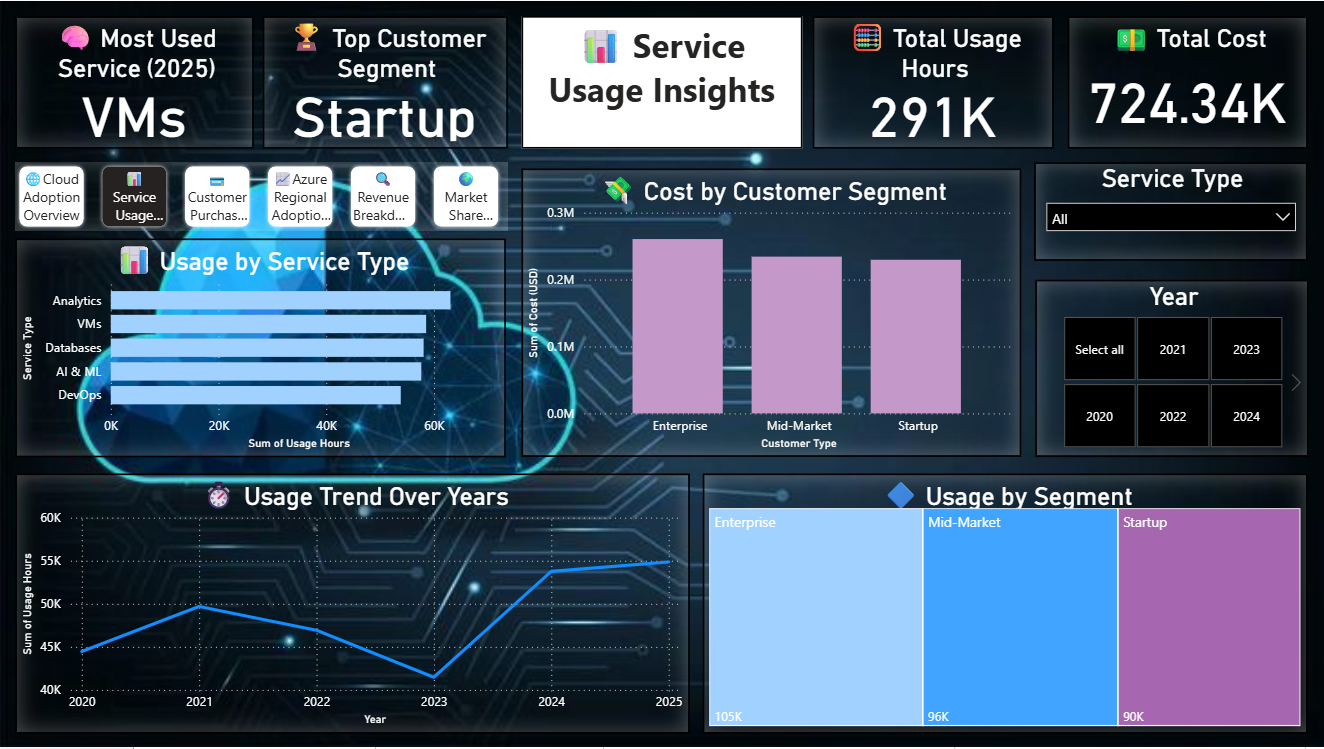 Most Used
Service (2025)
VMs
Top Customer
Segment
Startup
Service
Usage Insights
Total Usage
Hours
291K
Total Cost
724.34K
Cloud
Adoption
Overview
Service
Usage...
Customer
Purchas...
Azure
Regional
Adoptio...
Revenue
Breakd...
Market
Share...
Usage by Service Type
Service Type
Analytics
VMs
Databases
AI & ML
DevOps
0K
20K
40K
60K
Sum of Usage Hours
Cost by Customer Segment
Sum of Cost (USD)
0.3M
0.2M
0.1M
0.0M
Enterprise
Mid-Market
Startup
Customer Type
Service Type
All
Year
Select all
2021
2023
2020
2022
2024
Usage Trend Over Years
Sum of Usage Hours
60K
55K
50K
45K
40K
2020
2021
2022
2023
2024
2025
Year
Usage by Segment
Enterprise
105K
Mid-Market
96K
Startup
90K